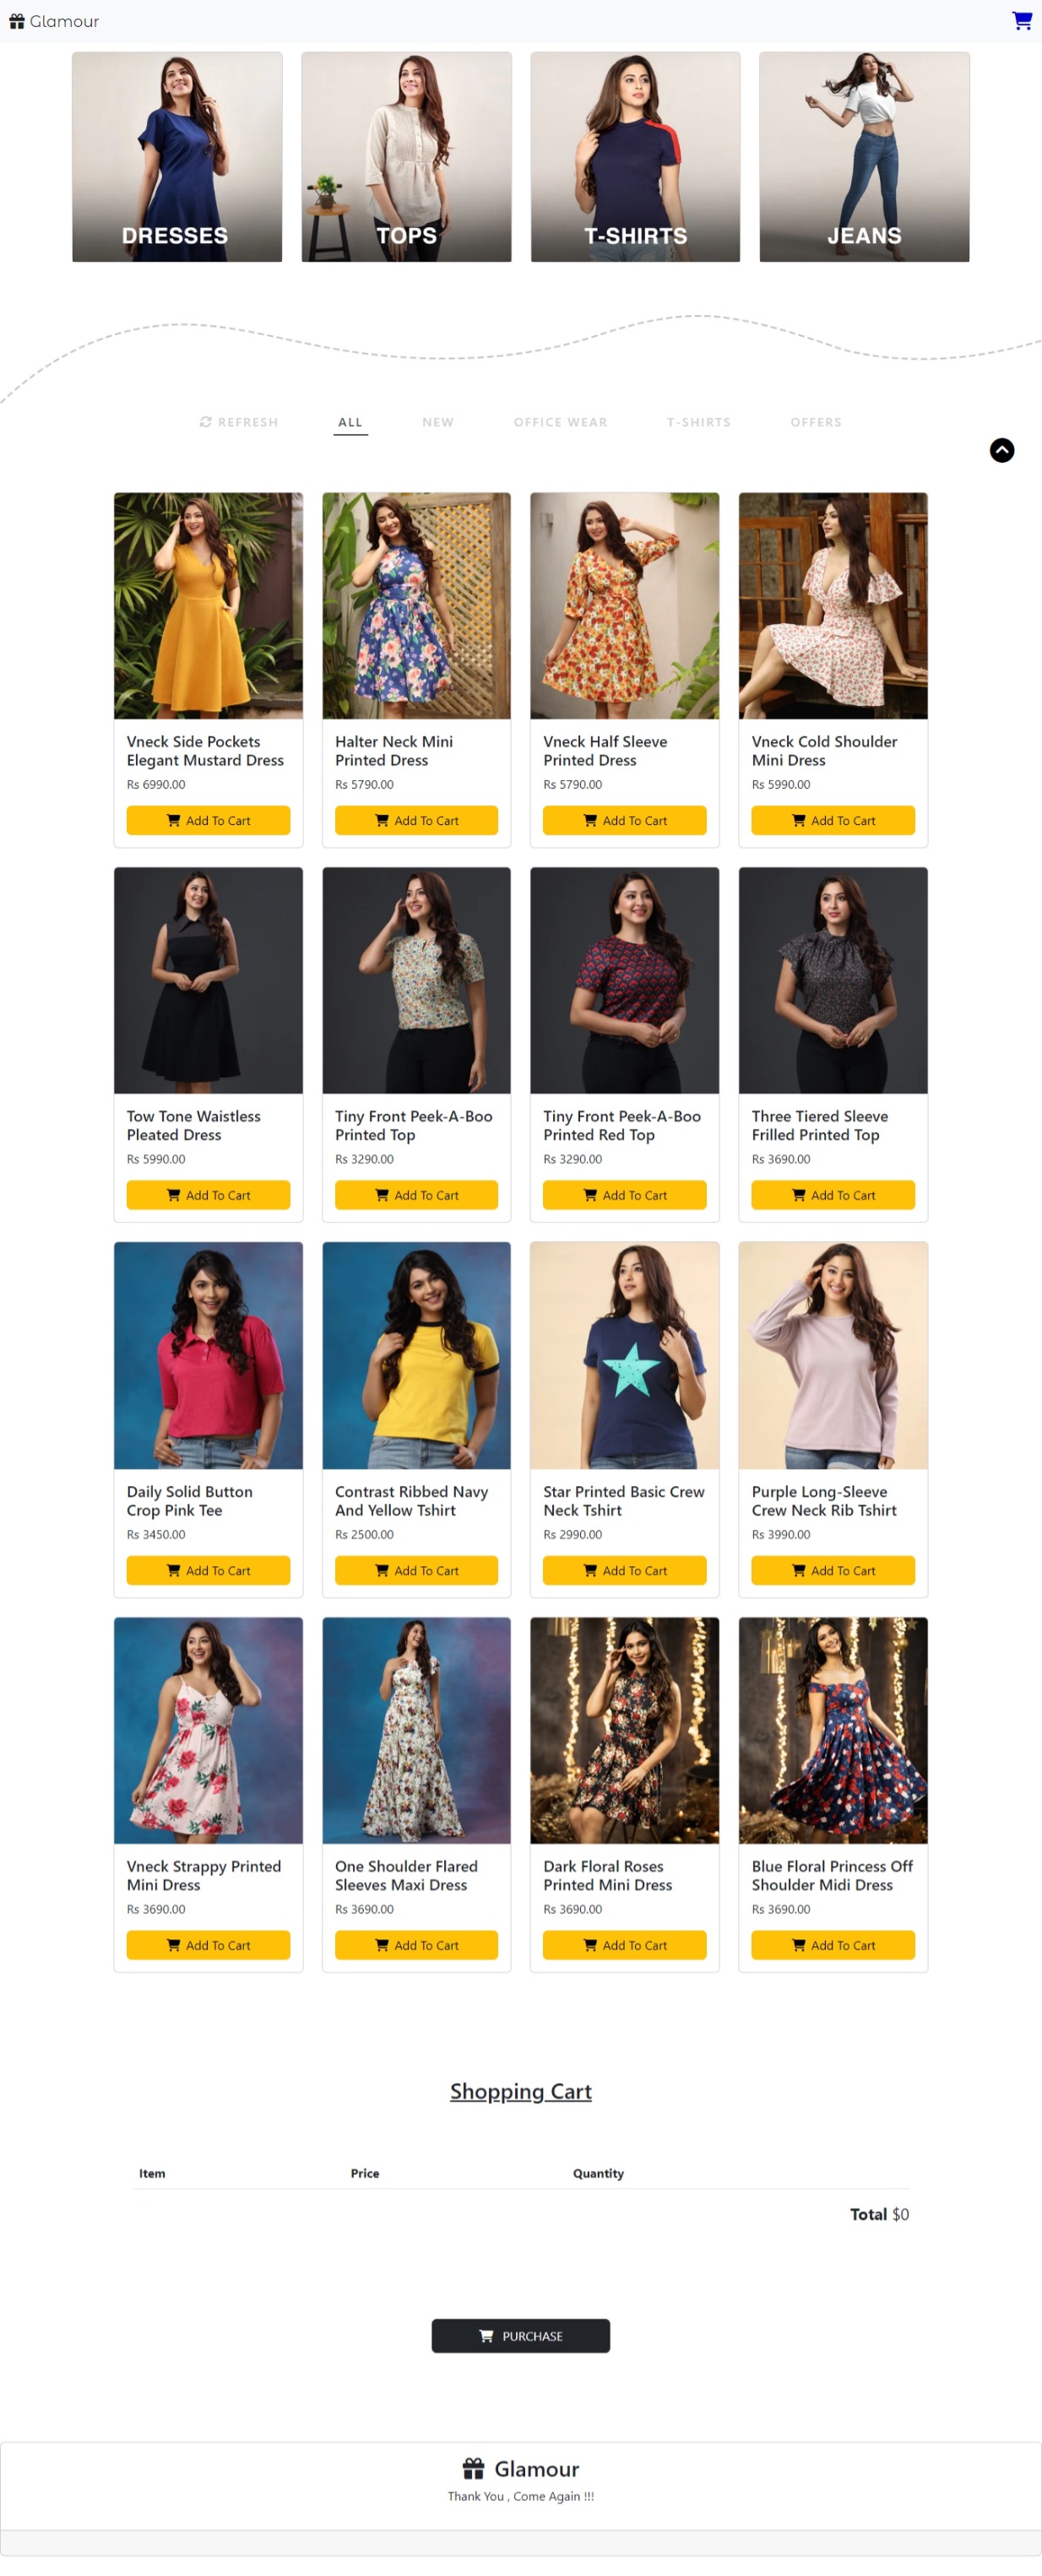 Glamour
DRESSES
TOPS
T-SHIRTS
JEANS
REFRESH
ALL
NEW
OFFICE WEAR
T-SHIRTS
OFFERS
Vneck Side Pockets
Elegant Mustard Dress
Rs 6990.00
Add To Cart
Halter Neck Mini
Printed Dress
Rs 5790.00
Add To Cart
Vneck Half Sleeve
Printed Dress
Rs 5790.00
Add To Cart
Vneck Cold Shoulder
Mini Dress
Rs 5990.00
Add To Cart
Tow Tone Waistless
Pleated Dress
Rs 5990.00
Add To Cart
Tiny Front Peek-A-Boo
Printed Top
Rs 3290.00
Add To Cart
Tiny Front Peek-A-Boo
Printed Red Top
Rs 3290.00
Add To Cart
Three Tiered Sleeve
Frilled Printed Top
Rs 3690.00
Add To Cart
Daily Solid Button
Crop Pink Tee
Rs 3450.00
Add To Cart
Contrast Ribbed Navy
And Yellow Tshirt
Rs 2500.00
Add To Cart
Star Printed Basic Crew
Neck Tshirt
Rs 2990.00
Add To Cart
Purple Long-Sleeve
Crew Neck Rib Tshirt
Rs 3990.00
Add To Cart
Vneck Strappy Printed
Mini Dress
Rs 3690.00
Add To Cart
One Shoulder Flared
Sleeves Maxi Dress
Rs 3690.00
Add To Cart
Dark Floral Roses
Printed Mini Dress
Rs 3690.00
Add To Cart
Blue Floral Princess Off
Shoulder Midi Dress
Rs 3690.00
Add To Cart
Shopping Cart
Item Price Quantity
Total $0
PURCHASE
Glamour
Thank You , Come Again !!!